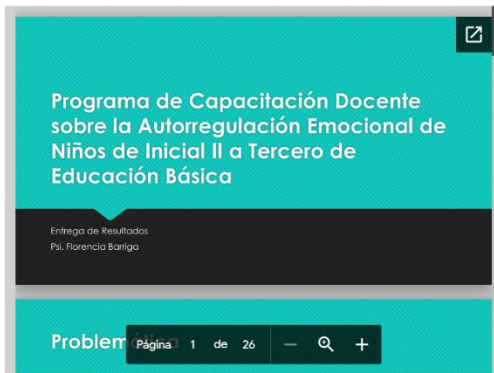 Programa de Capacitación Docente
sobre la Autorregulación Emocional de
Niños de Inicial II a Tercero de
Educación Básica
Entrega de Resultados
Psi. Florencia Barriga
Página 1 de 26